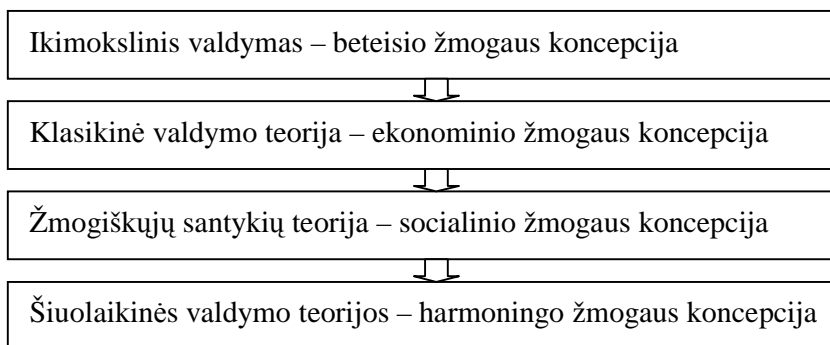 Ikimokslinis valdymas – beteisio žmogaus koncepcija
Klasikinė valdymo teorija – ekonominio žmogaus koncepcija
Žmogiškųjų santykių teorija – socialinio žmogaus koncepcija
Šiuolaikinės valdymo teorijos – harmoningo žmogaus koncepcija